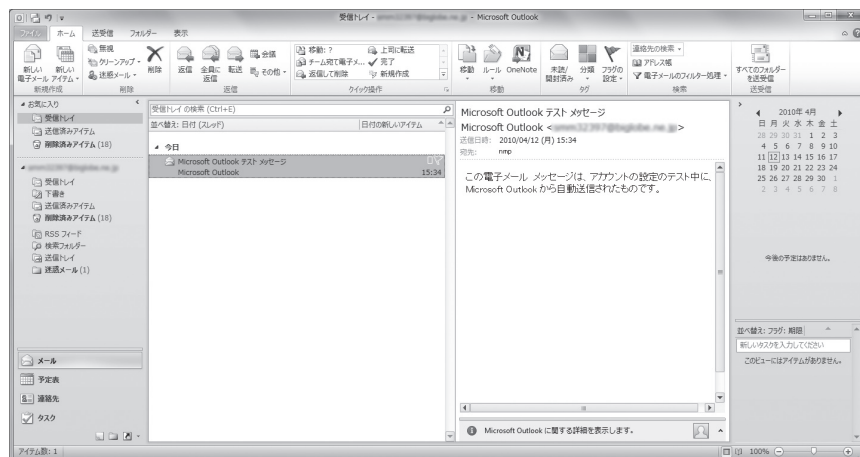 受信トレイ - - Microsoft Outlook
ファイル ホーム 送受信 フォルダー 表示
新しい電子メール
新しいアイテム
新規作成
無視
クリーンアップ
迷惑メール
削除
削除
返信
全員に返信
転送
会議
その他
返信
移動: ?
チーム宛て電子メ...
返信して削除
上司に転送
完了
新規作成
クイック操作
移動
ルール
OneNote
移動
未読/開封済み
分類
フラグの設定
タグ
連絡先の検索
アドレス帳
電子メールのフィルター処理
検索
すべてのフォルダーを送受信
送受信
お気に入り
受信トレイ
送信済みアイテム
削除済みアイテム (18)
受信トレイ
下書き
送信済みアイテム
削除済みアイテム (18)
RSS フィード
検索フォルダー
送信トレイ
迷惑メール (1)
メール
予定表
連絡先
タスク
受信トレイ の検索 (Ctrl+E)
並べ替え: 日付 (スレッド) 日付の新しいアイテム
今日
Microsoft Outlook テスト メッセージ
Microsoft Outlook 15:34
Microsoft Outlook テスト メッセージ
Microsoft Outlook < >
送信日時: 2010/04/12 (月) 15:34
宛先: nmp
この電子メール メッセージは、アカウントの設定のテスト中に、
Microsoft Outlook から自動送信されたものです。
Microsoft Outlook に関する詳細を表示します。
2010年 4月
日 月 火 水 木 金 土
28 29 30 31 1 2 3
4 5 6 7 8 9 10
11 12 13 14 15 16 17
18 19 20 21 22 23 24
25 26 27 28 29 30 1
2 3 4 5 6 7 8
今後の予定はありません。
並べ替え: フラグ: 期限
新しいタスクを入力してください
このビューにはアイテムがありません。
アイテム数: 1
100%